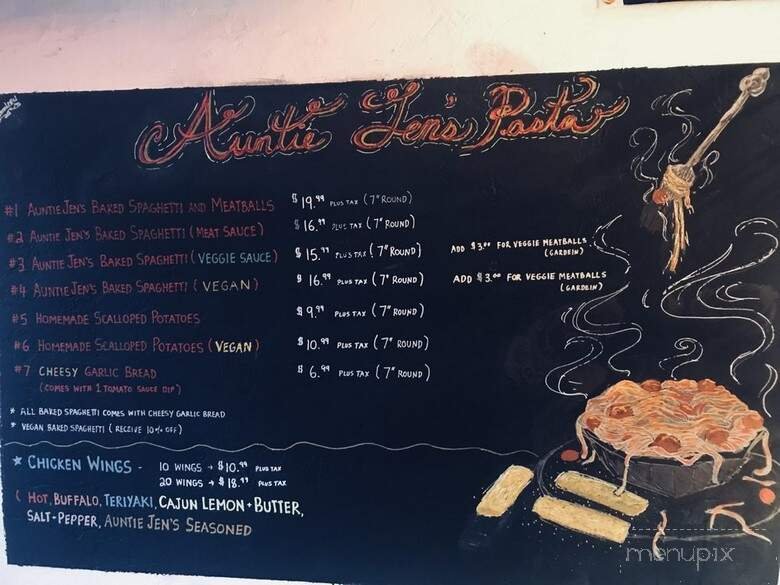 Auntie Jen's Pasta
#1 AUNTIE JEN'S BAKED SPAGHETTI AND MEATBALLS $19.99 PLUS TAX (7" ROUND)
#2 AUNTIE JEN'S BAKED SPAGHETTI (MEAT SAUCE) $16.99 PLUS TAX (7" ROUND)
#3 AUNTIE JEN'S BAKED SPAGHETTI (VEGGIE SAUCE) $15.99 PLUS TAX (7" ROUND) ADD $3.00 FOR VEGGIE MEATBALLS
(GARDEIN)
#4 AUNTIE JEN'S BAKED SPAGHETTI (VEGAN) $16.99 PLUS TAX (7" ROUND) ADD $3.00 FOR VEGGIE MEATBALLS
(GARDEIN)
#5 HOMEMADE SCALLOPED POTATOES $9.99 PLUS TAX (7" ROUND)
#6 HOMEMADE SCALLOPED POTATOES (VEGAN) $10.99 PLUS TAX (7" ROUND)
#7 CHEESY GARLIC BREAD $6.99 PLUS TAX (7" ROUND)
(COMES WITH 1 TOMATO SAUCE DIP)
* ALL BAKED SPAGHETTI COMES WITH CHEESY GARLIC BREAD
* VEGAN BAKED SPAGHETTI (RECEIVE 10% OFF)
★ CHICKEN WINGS - 10 WINGS → $10.99 PLUS TAX
20 WINGS → $18.99 PLUS TAX
( HOT, BUFFALO, TERIYAKI, CAJUN LEMON + BUTTER,
SALT-PEPPER, AUNTIE JEN'S SEASONED
menupix